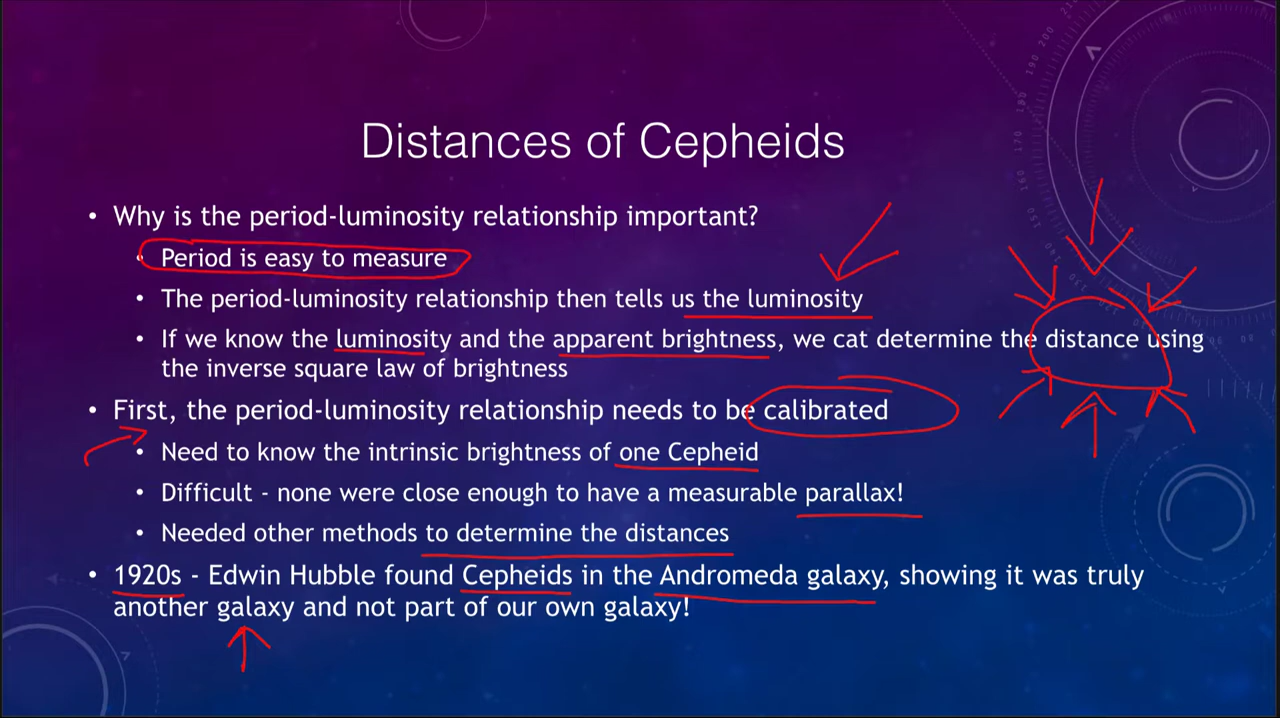 Distances of Cepheids
• Why is the period-luminosity relationship important?
• Period is easy to measure
• The period-luminosity relationship then tells us the luminosity
• If we know the luminosity and the apparent brightness, we cat determine the distance using
the inverse square law of brightness
• First, the period-luminosity relationship needs to be calibrated
• Need to know the intrinsic brightness of one Cepheid
• Difficult - none were close enough to have a measurable parallax!
• Needed other methods to determine the distances
• 1920s - Edwin Hubble found Cepheids in the Andromeda galaxy, showing it was truly
another galaxy and not part of our own galaxy!